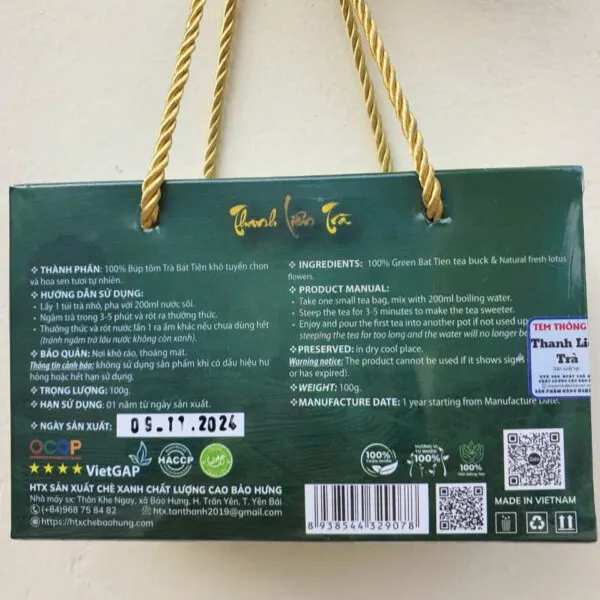 Thanh Liên Trà
❖ THÀNH PHẦN: 100% Búp tôm Trà Bát Tiên khô tuyển chọn
và hoa sen tươi tự nhiên.
❖ HƯỚNG DẪN SỬ DỤNG:
• Lấy 1 túi trà nhỏ, pha với 200ml nước sôi.
• Ngâm trà trong 3-5 phút và rót ra thưởng thức.
• Thưởng thức và rót nước lần 1 ra ấm khác nếu chưa dùng hết
(tránh ngâm trà lâu nước không còn xanh).
❖ BẢO QUẢN: Nơi khô ráo, thoáng mát.
Thông tin cảnh báo: không sử dụng sản phẩm khi có dấu hiệu hư
hỏng hoặc hết hạn sử dụng.
❖ TRỌNG LƯỢNG: 100g.
❖ HẠN SỬ DỤNG: 01 năm từ ngày sản xuất.
❖ NGÀY SẢN XUẤT: 09-11.2024
❖ INGREDIENTS: 100% Green Bat Tien tea buck & Natural fresh lotus
flowers.
❖ PRODUCT MANUAL:
• Take one small tea bag, mix with 200ml boiling water.
• Steep the tea for 3-5 minutes to make the tea sweeter.
• Enjoy and pour the first tea into another pot if not used up
steeping the tea for too long and the water will no longer be
❖ PRESERVED: in dry cool place.
Warning notice: The product cannot be used if it shows signs
or has expired).
❖ WEIGHT: 100g.
❖ MANUFACTURE DATE: 1 year starting from Manufacture Date.
TEM THÔNG
Thanh Liê
Trà
OCOP
VietGAP
HACCP
HTX SẢN XUẤT CHÈ XANH CHẤT LƯỢNG CAO BẢO HƯNG
Nhà máy sx: Thôn Khe Ngay, xã Bảo Hưng, H. Trấn Yên, T. Yên Bái
(+84)968 75 84 82 htx.tanthanh2019@gmail.com
https://htxchebaohung.com
100%
THIÊN NHIÊN
HƯƠNG VỊ
TỰ NHIÊN
100%
100%
8 938544 329078
MADE IN VIETNAM